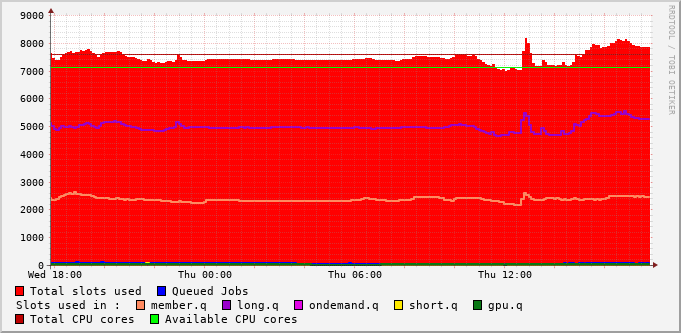 9000
8000
7000
6000
5000
4000
3000
2000
1000
0
Wed 18:00 Thu 00:00 Thu 06:00 Thu 12:00
Total slots used Queued Jobs
Slots used in : member.q long.q ondemand.q short.q gpu.q
Total CPU cores Available CPU cores
RRDTOOL / TOBI OETIKER